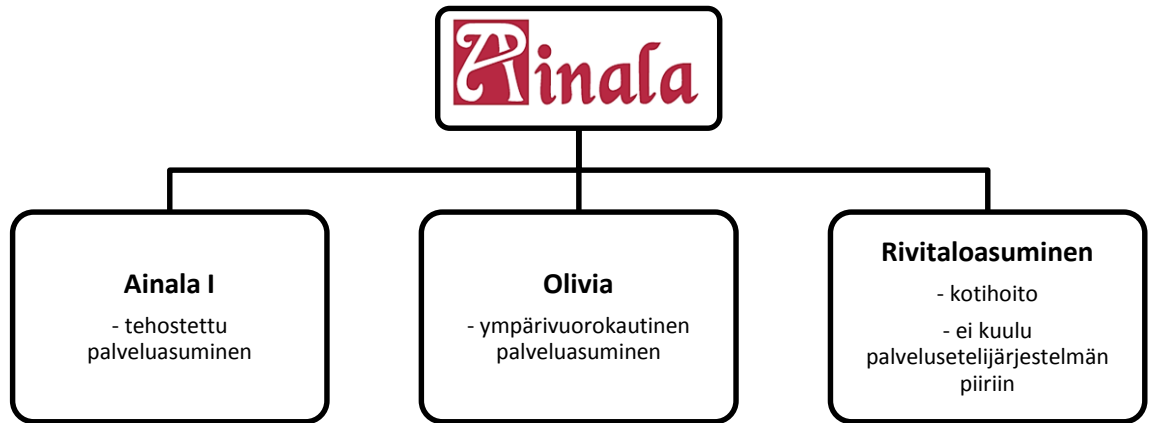 Ainala
Ainala I
- tehostettu
palveluasuminen
Olivia
- ympärivuorokautinen
palveluasuminen
Rivitaloasuminen
- kotihoito
- ei kuulu
palvelusetelijärjestelmän
piiriin